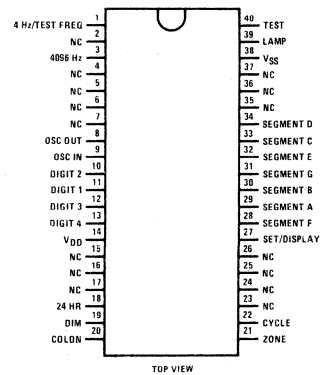 4 Hz/TEST FREQ 1 40 TEST
NC 2 39 LAMP
4096 Hz 3 38 VSS
NC 4 37 NC
NC 5 36 NC
NC 6 35 NC
NC 7 34 SEGMENT D
OSC OUT 8 33 SEGMENT C
OSC IN 9 32 SEGMENT E
DIGIT 2 10 31 SEGMENT G
DIGIT 1 11 30 SEGMENT B
DIGIT 3 12 29 SEGMENT A
DIGIT 4 13 28 SEGMENT F
VDD 14 27 SET/DISPLAY
NC 15 26 NC
NC 16 25 NC
NC 17 24 NC
24 HR 18 23 NC
DIM 19 22 CYCLE
COLON 20 21 ZONE
TOP VIEW